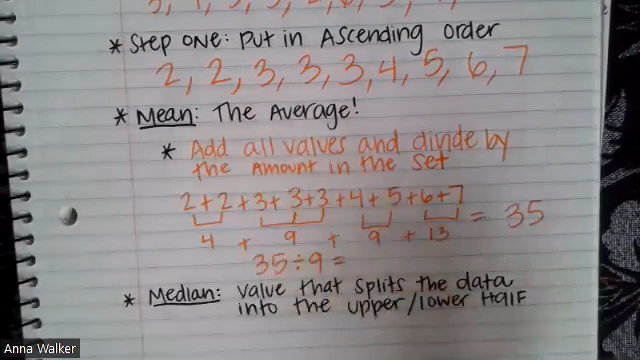 * Step one: Put in Ascending order
2, 2, 3, 3, 3, 4, 5, 6, 7
* Mean: The Average!
* Add all values and divide by
the Amount in the set
2+2+3+3+3+4+5+6+7 = 35
4 + 9 + 9 + 13
35÷9=
* Median: value that splits the data
into the upper/lower Half
Anna Walker